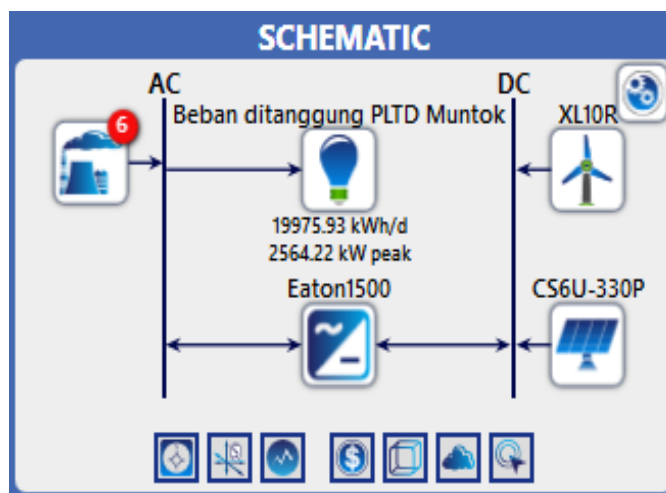 SCHEMATIC
AC
DC
6
Beban ditanggung PLTD Muntok
XL10R
19975.93 kWh/d
2564.22 kW peak
Eaton1500
CS6U-330P